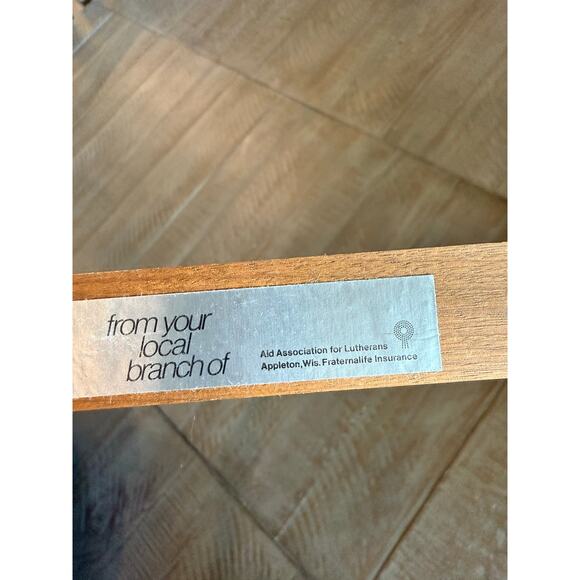 from your
local
branch of
Aid Association for Lutherans
Appleton, Wis. Fraternalife Insurance